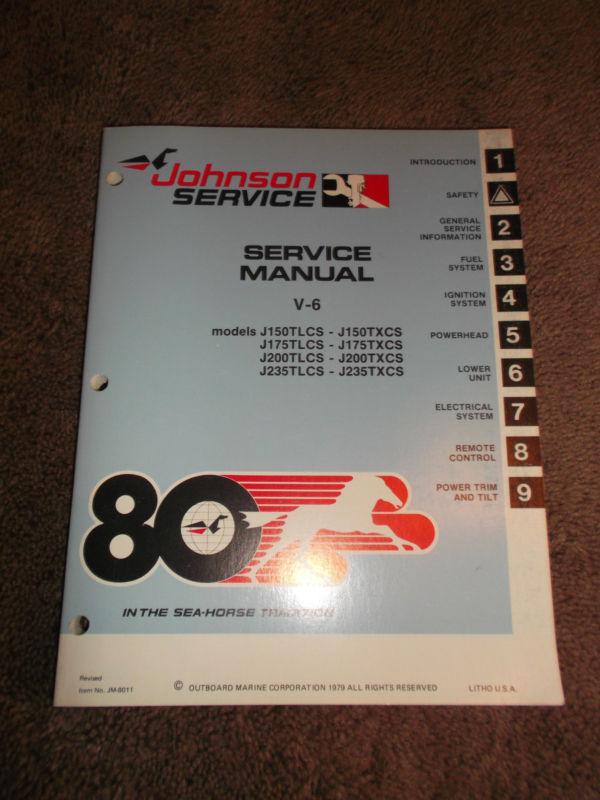 Johnson
SERVICE
SERVICE
MANUAL
V-6
models J150TLCS - J150TXCS
J175TLCS - J175TXCS
J200TLCS - J200TXCS
J235TLCS - J235TXCS
INTRODUCTION 1
SAFETY
GENERAL
SERVICE
INFORMATION 2
FUEL
SYSTEM 3
IGNITION
SYSTEM 4
POWERHEAD 5
LOWER
UNIT 6
ELECTRICAL
SYSTEM 7
REMOTE
CONTROL 8
POWER TRIM
AND TILT 9
80
IN THE SEA-HORSE TRADITION
Revised
Item No. JM-8011
© OUTBOARD MARINE CORPORATION 1979 ALL RIGHTS RESERVED
LITHO U.S.A.